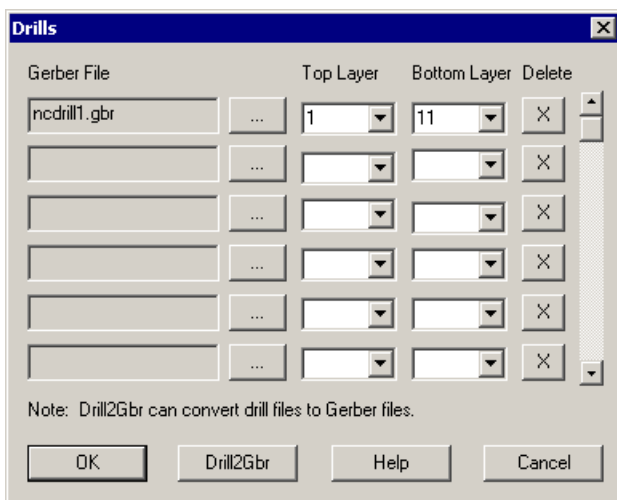 Drills
Gerber File Top Layer Bottom Layer Delete
ncdrill1.gbr ... 1 11 X
... X
... X
... X
... X
... X
Note: Drill2Gbr can convert drill files to Gerber files.
OK Drill2Gbr Help Cancel